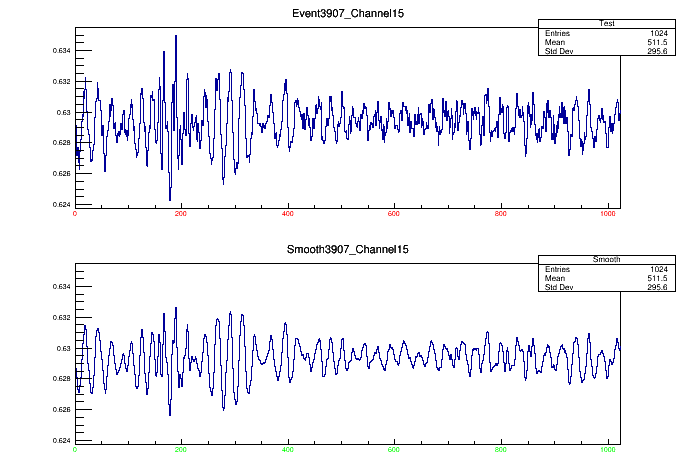 Event3907_Channel15
Test
Entries 1024
Mean 511.5
Std Dev 295.6
0.634
0.632
0.63
0.628
0.626
0.624
0 200 400 600 800 1000
Smooth3907_Channel15
Smooth
Entries 1024
Mean 511.5
Std Dev 295.6
0.634
0.632
0.63
0.628
0.626
0.624
0 200 400 600 800 1000